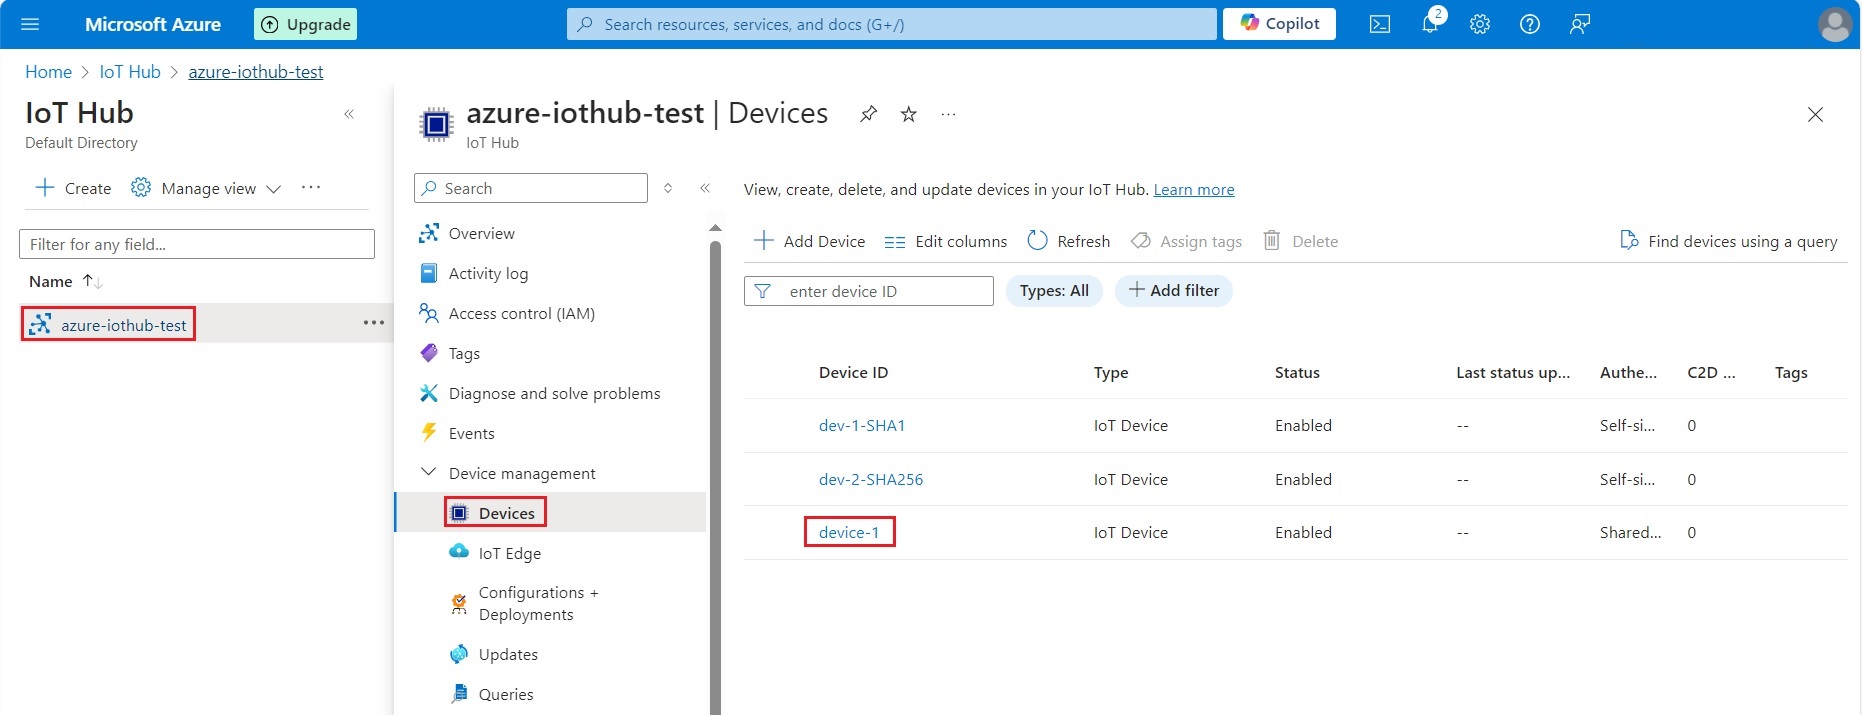 Microsoft Azure
Upgrade
Search resources, services, and docs (G+/)
Copilot
2
Home > IoT Hub > azure-iothub-test
IoT Hub
Default Directory
Create
Manage view
Filter for any field...
Name
azure-iothub-test
azure-iothub-test | Devices
IoT Hub
Search
Overview
Activity log
Access control (IAM)
Tags
Diagnose and solve problems
Events
Device management
Devices
IoT Edge
Configurations +
Deployments
Updates
Queries
View, create, delete, and update devices in your IoT Hub. Learn more
Add Device
Edit columns
Refresh
Assign tags
Delete
Find devices using a query
enter device ID
Types: All
Add filter
Device ID Type Status Last status up... Authe... C2D ... Tags
dev-1-SHA1 IoT Device Enabled -- Self-si... 0
dev-2-SHA256 IoT Device Enabled -- Self-si... 0
device-1 IoT Device Enabled -- Shared... 0